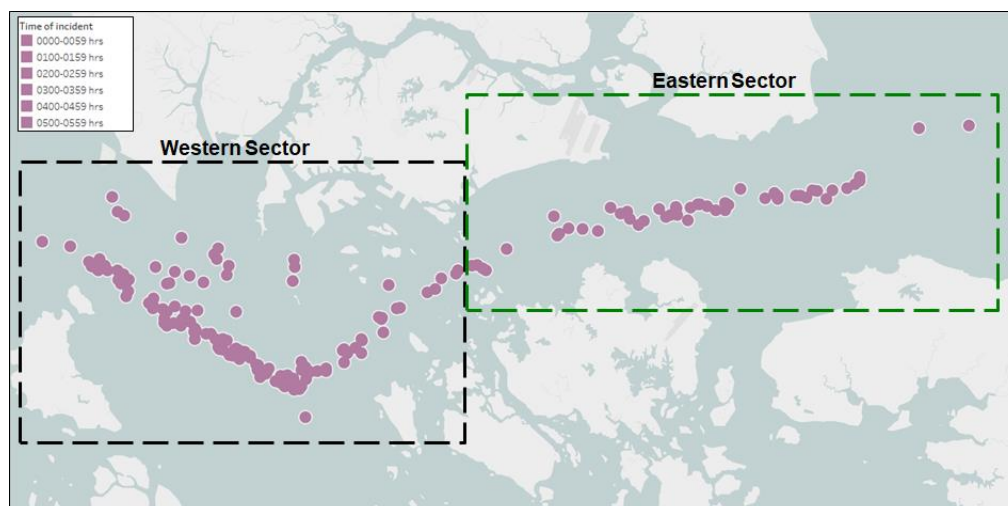 Time of incident
0000-0059 hrs
0100-0159 hrs
0200-0259 hrs
0300-0359 hrs
0400-0459 hrs
0500-0559 hrs
Eastern Sector
Western Sector